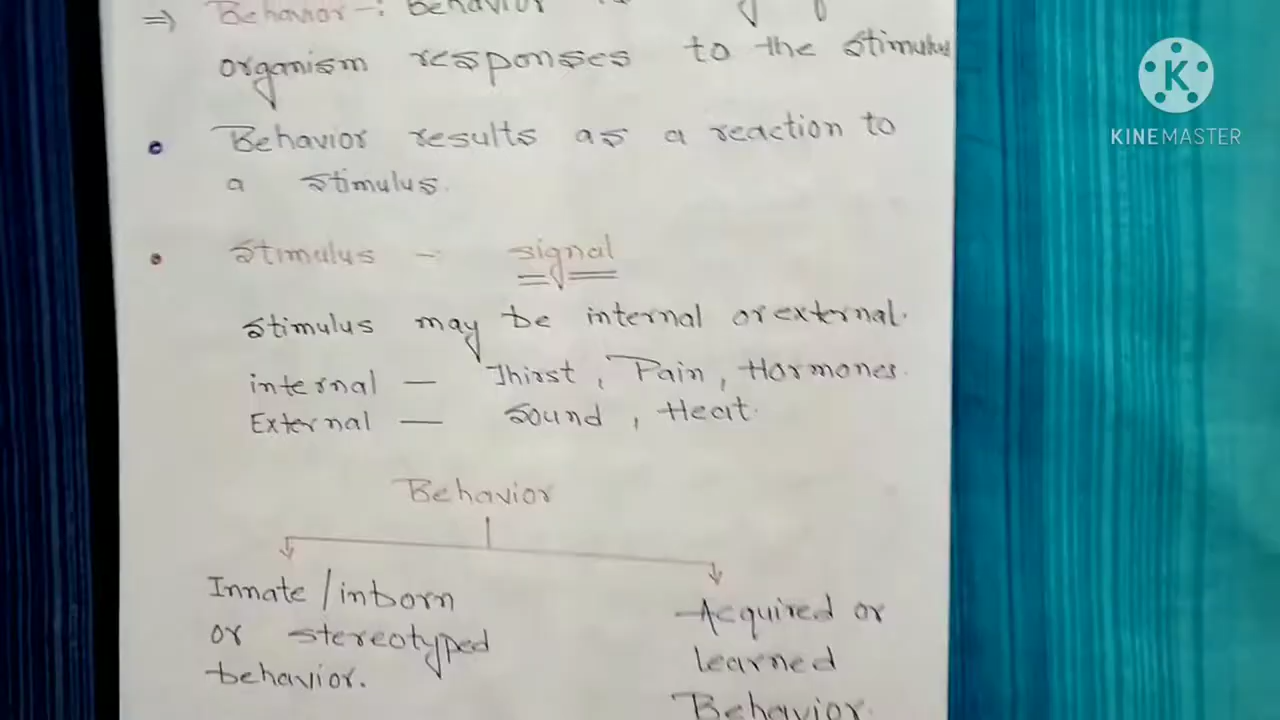 ⇒ Behavior -: Behavior
organism responses to the stimulus
• Behavior results as a reaction to
a stimulus.
• Stimulus - signal
stimulus may be internal or external.
internal — Thirst, Pain, Hormones.
External — Sound, Heat.
Behavior
Innate/inborn
or stereotyped
behavior.
Acquired or
learned
Behavior.
K
KINEMASTER